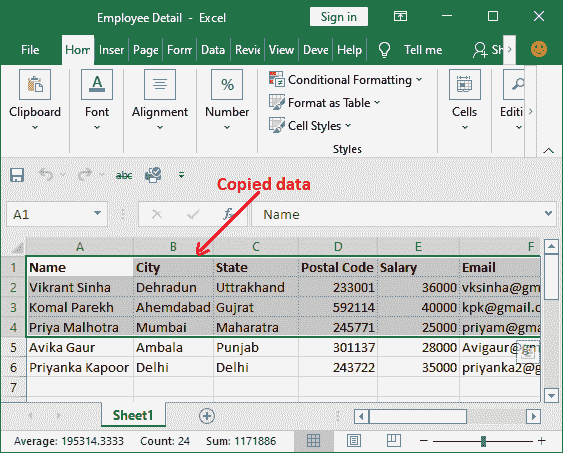 Employee Detail - Excel
Sign in
File Hom Inser Page Forn Data Revie View Deve Help Tell me Sh
Clipboard Font Alignment Number Conditional Formatting Format as Table Cell Styles Cells Editi
Styles
abc
Copied data
A1 fx Name
A B C D E F
1 Name City State Postal Code Salary Email
2 Vikrant Sinha Dehradun Uttrakhand 233001 36000 vksinha@gm
3 Komal Parekh Ahemdabad Gujrat 592114 40000 kpk@gmail.c
4 Priya Malhotra Mumbai Maharatra 245771 25000 priyam@gma
5 Avika Gaur Ambala Punjab 301137 28000 Avigaur@gm
6 Priyanka Kapoor Delhi Delhi 243722 35000 priyanka2@g
7
Sheet1
Average: 195314.3333 Count: 24 Sum: 1171886